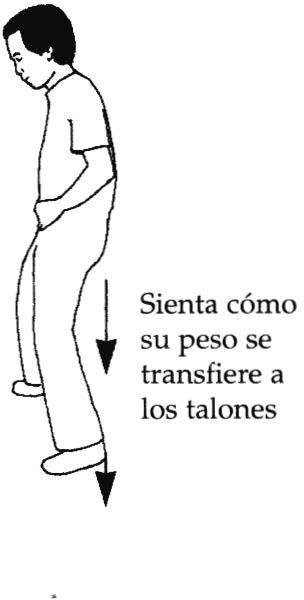 Sienta cómo
su peso se
transfiere a
los talones